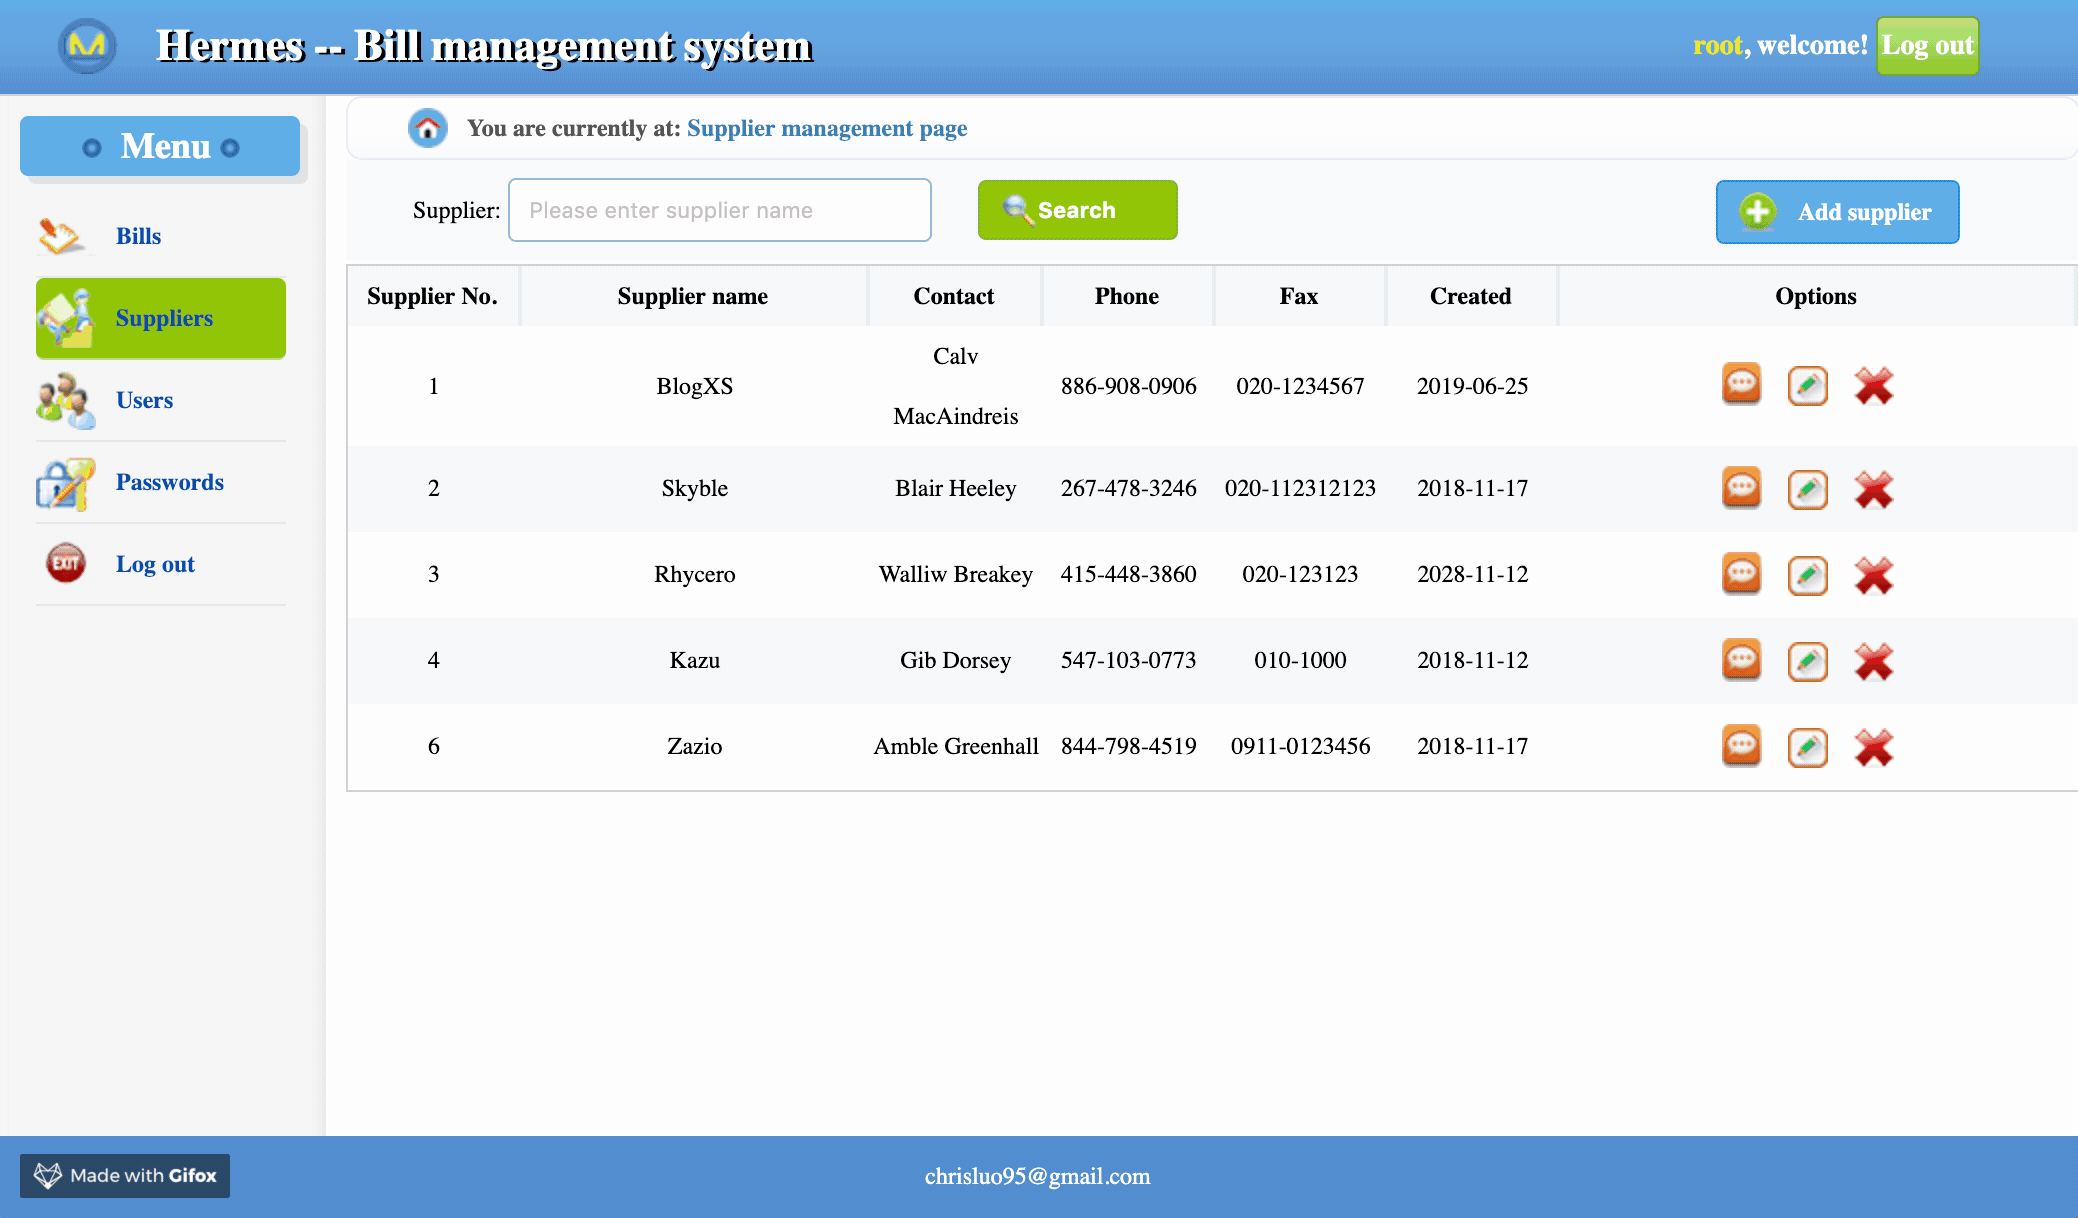 Hermes -- Bill management system
root, welcome! Log out
Menu
You are currently at: Supplier management page
Supplier: Please enter supplier name Search Add supplier
Bills
Suppliers
Users
Passwords
EXIT Log out
Supplier No. Supplier name Contact Phone Fax Created Options
1 BlogXS Calv MacAindreis 886-908-0906 020-1234567 2019-06-25
2 Skyble Blair Heeley 267-478-3246 020-112312123 2018-11-17
3 Rhycero Walliw Breakey 415-448-3860 020-123123 2028-11-12
4 Kazu Gib Dorsey 547-103-0773 010-1000 2018-11-12
6 Zazio Amble Greenhall 844-798-4519 0911-0123456 2018-11-17
Made with Gifox
chrisluo95@gmail.com